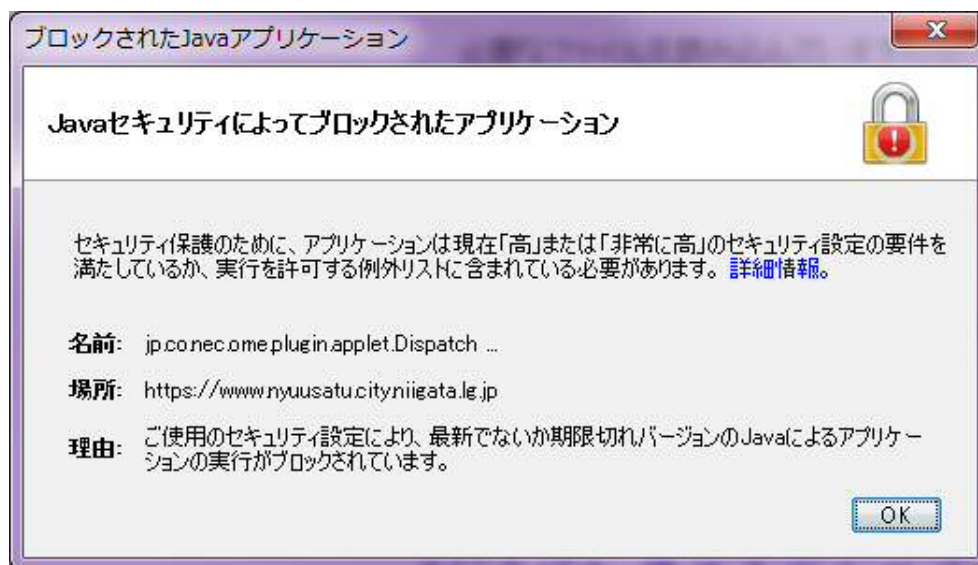 ブロックされたJavaアプリケーション
Javaセキュリティによってブロックされたアプリケーション
セキュリティ保護のために、アプリケーションは現在「高」または「非常に高」のセキュリティ設定の要件を
満たしているか、実行を許可する例外リストに含まれている必要があります。詳細情報。
名前: jp.co.nec.ome.plugin.applet.Dispatch ...
場所: https://www.nyuusatu.city.niigata.lg.jp
理由: ご使用のセキュリティ設定により、最新でないか期限切れバージョンのJavaによるアプリケー
ションの実行がブロックされています。
OK